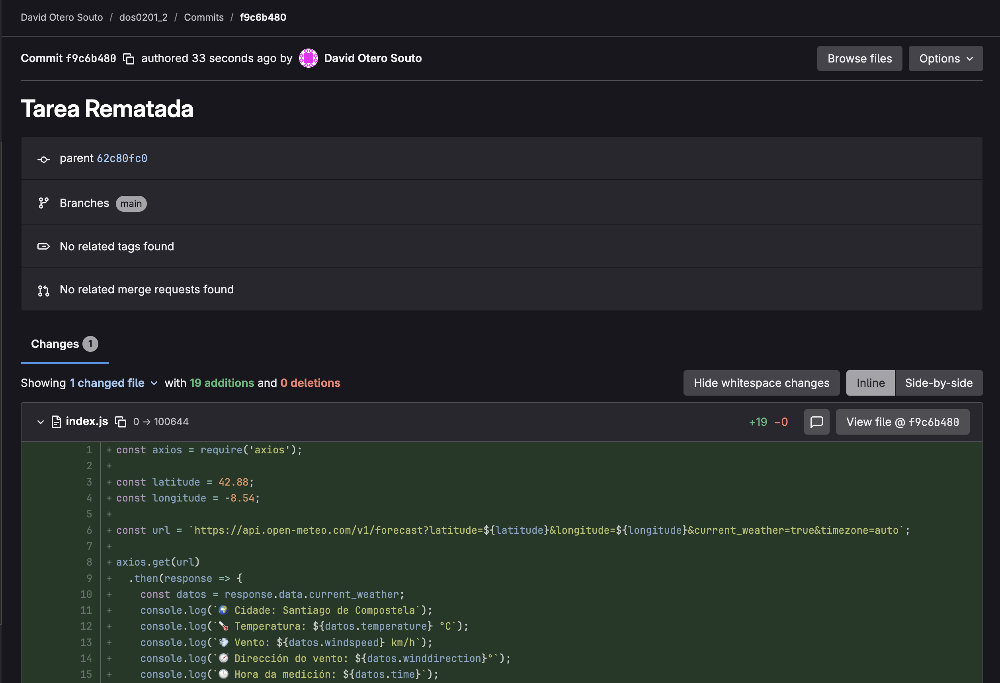 David Otero Souto / dos0201_2 / Commits / f9c6b480
Commit f9c6b480 authored 33 seconds ago by David Otero Souto
Browse files
Options
Tarea Rematada
parent 62c80fc0
Branches main
No related tags found
No related merge requests found
Changes 1
Showing 1 changed file with 19 additions and 0 deletions
Hide whitespace changes
Inline
Side-by-side
index.js 0 → 100644
+19 −0
View file @ f9c6b480
1 + const axios = require('axios');
2 +
3 + const latitude = 42.88;
4 + const longitude = -8.54;
5 +
6 + const url = `https://api.open-meteo.com/v1/forecast?latitude=${latitude}&longitude=${longitude}&current_weather=true&timezone=auto`;
7 +
8 + axios.get(url)
9 +   .then(response => {
10 +     const datos = response.data.current_weather;
11 +     console.log(`🌍 Cidade: Santiago de Compostela`);
12 +     console.log(`🌡️ Temperatura: ${datos.temperature} °C`);
13 +     console.log(`💨 Vento: ${datos.windspeed} km/h`);
14 +     console.log(`🧭 Dirección do vento: ${datos.winddirection}°`);
15 +     console.log(`🕒 Hora da medición: ${datos.time}`);